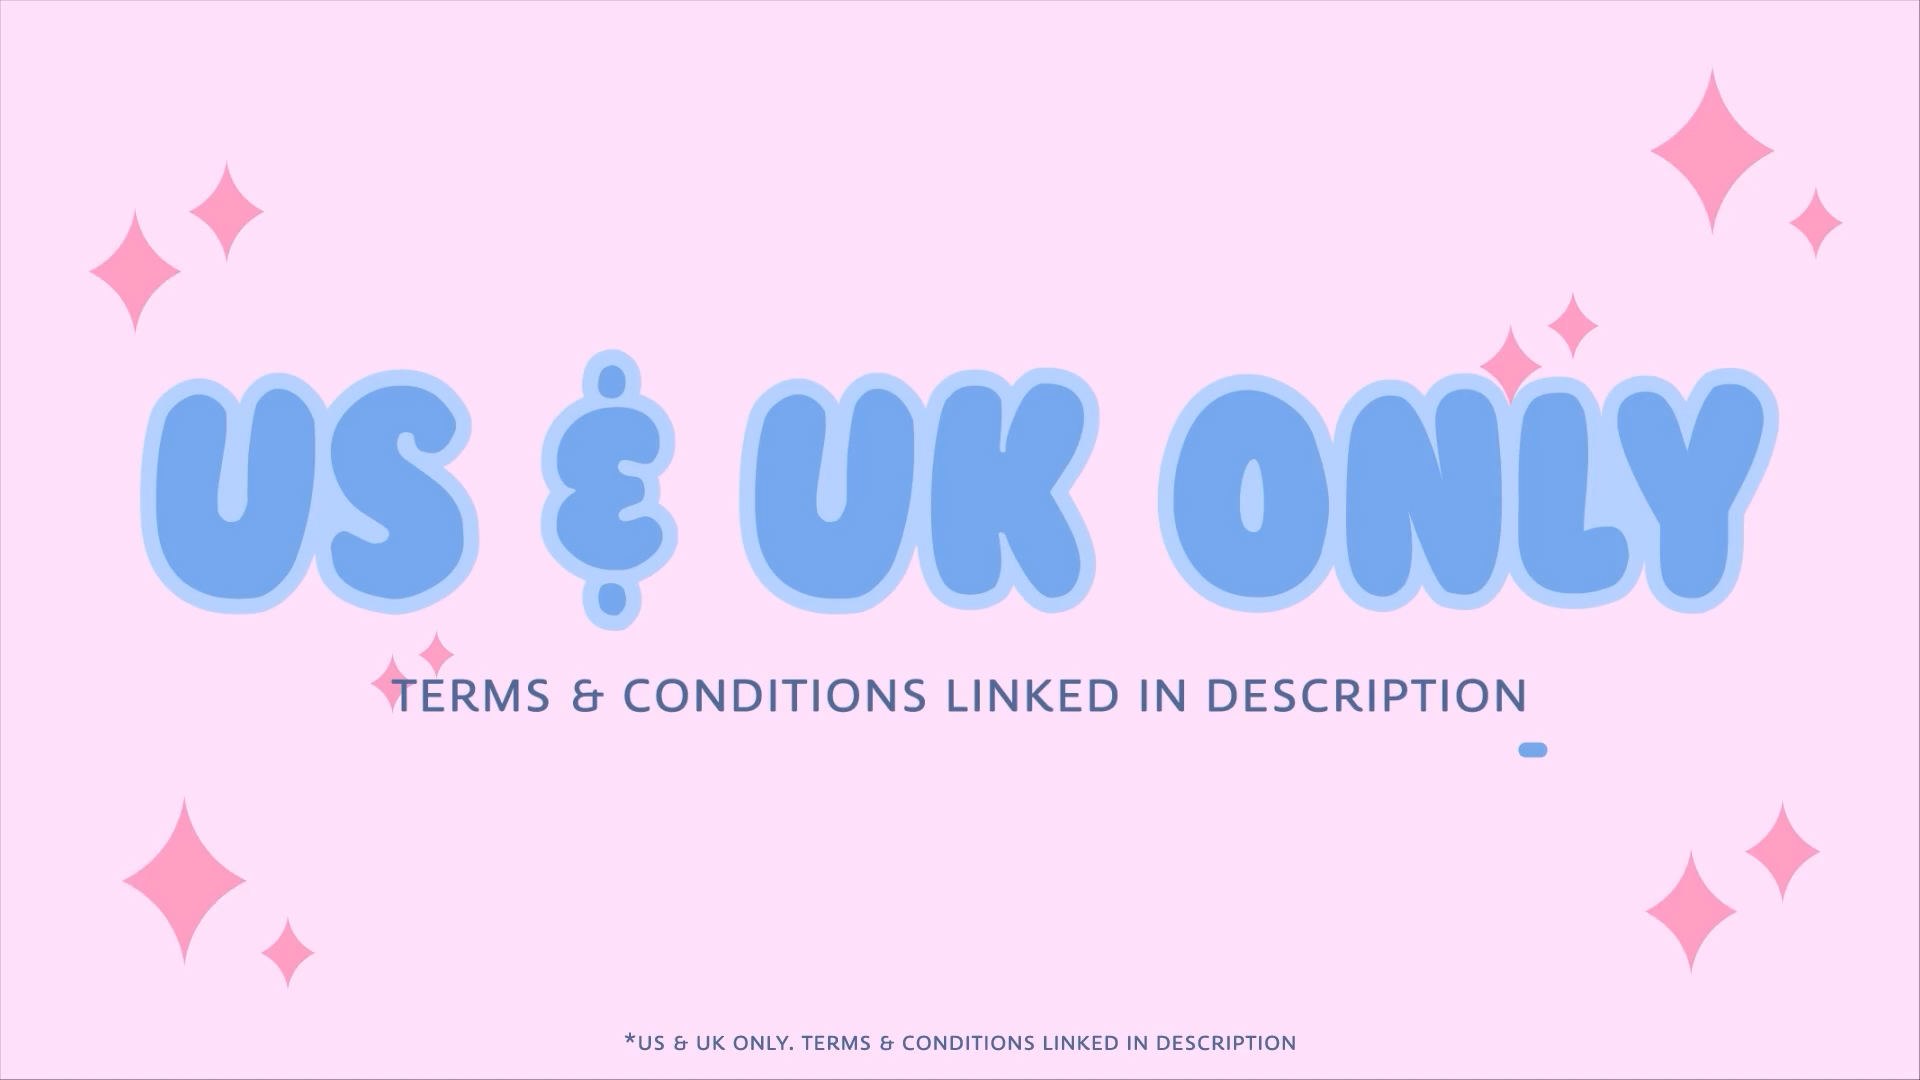 US & UK ONLY
TERMS & CONDITIONS LINKED IN DESCRIPTION
*US & UK ONLY. TERMS & CONDITIONS LINKED IN DESCRIPTION